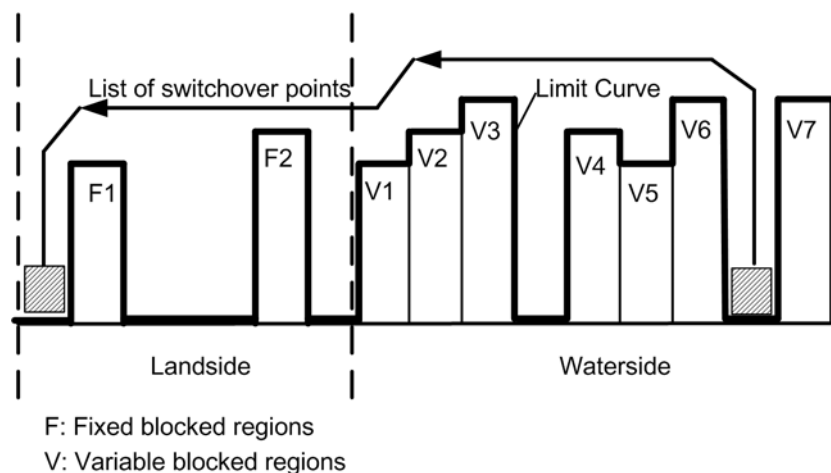 List of switchover points
Limit Curve
F1
F2
V1
V2
V3
V4
V5
V6
V7
Landside
Waterside
F: Fixed blocked regions
V: Variable blocked regions